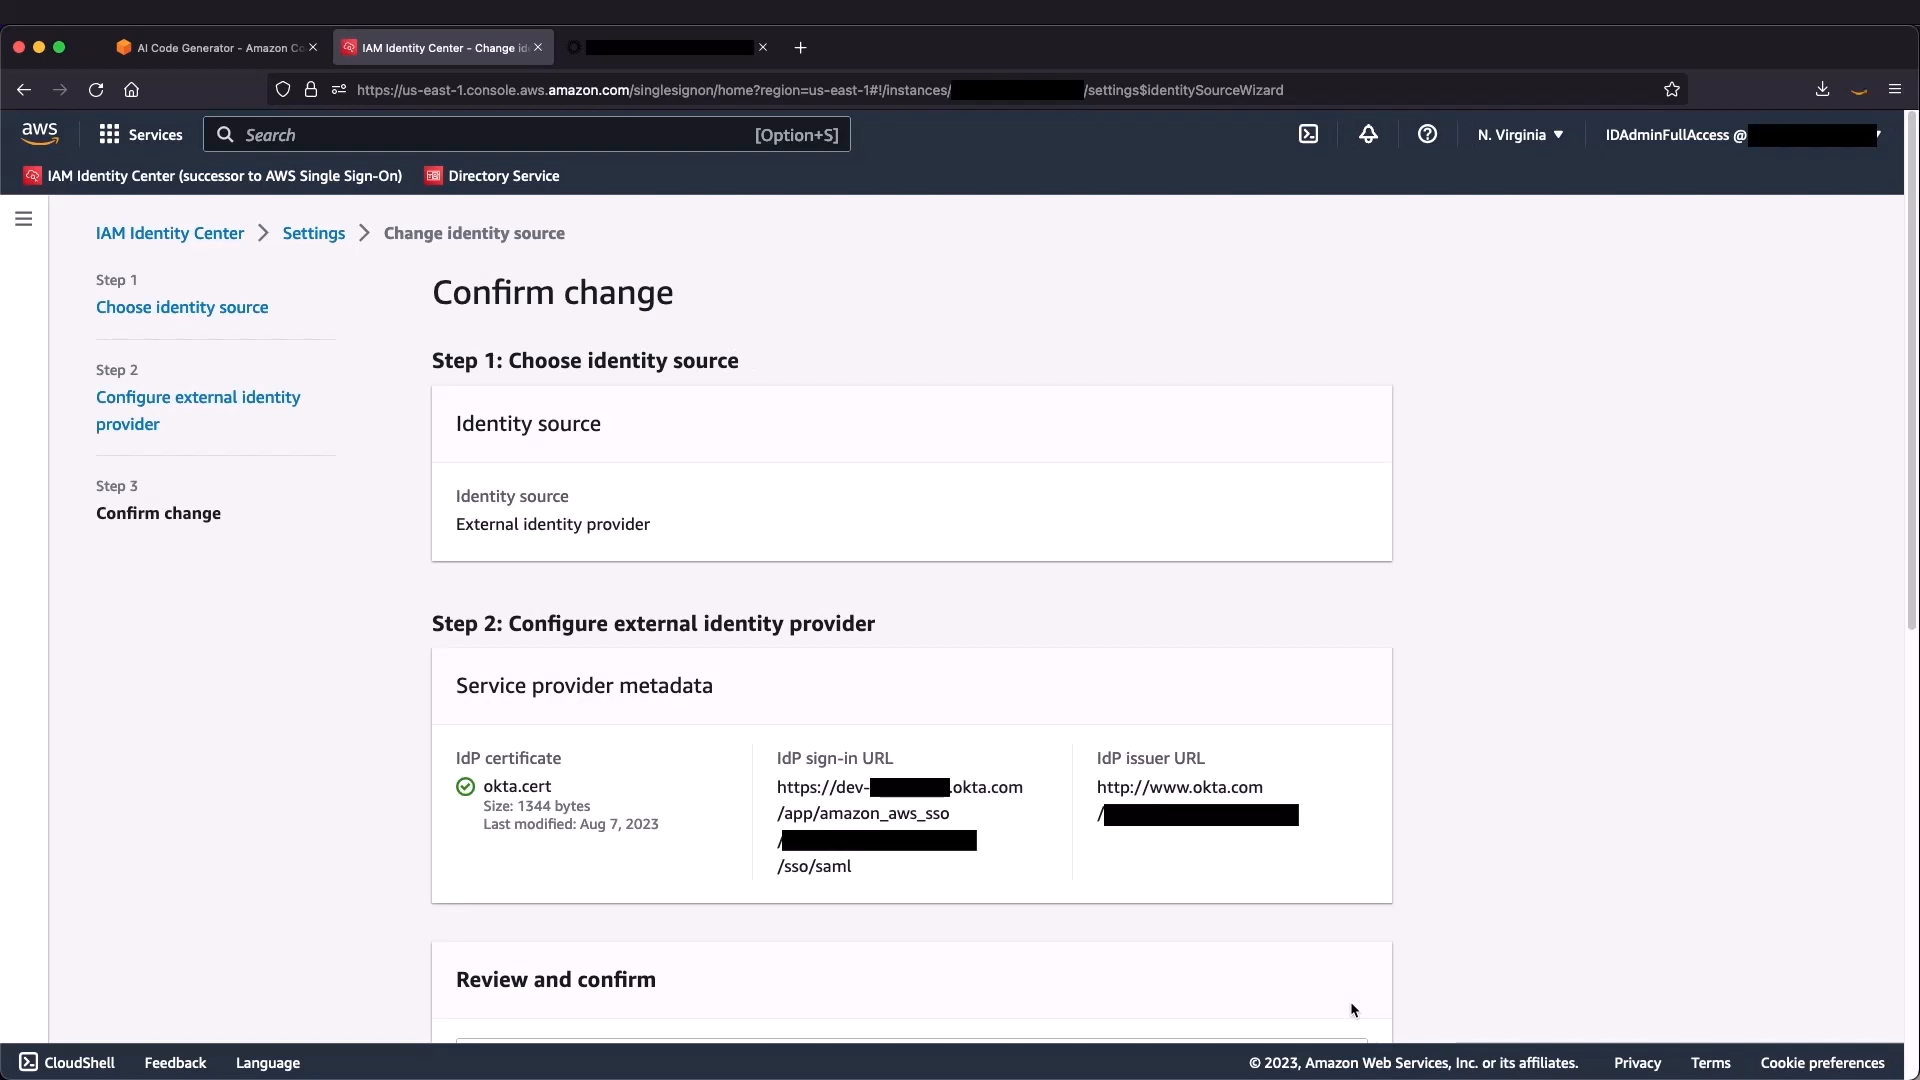 AI Code Generator - Amazon Co
IAM Identity Center - Change id
https://us-east-1.console.aws.amazon.com/singlesignon/home?region=us-east-1#!/instances/
/settings$identitySourceWizard
aws
Services
Search
[Option+S]
N. Virginia
IDAdminFullAccess @
IAM Identity Center (successor to AWS Single Sign-On)
Directory Service
IAM Identity Center
Settings
Change identity source
Step 1
Choose identity source
Step 2
Configure external identity
provider
Step 3
Confirm change
Confirm change
Step 1: Choose identity source
Identity source
Identity source
External identity provider
Step 2: Configure external identity provider
Service provider metadata
IdP certificate
okta.cert
Size: 1344 bytes
Last modified: Aug 7, 2023
IdP sign-in URL
https://dev-
.okta.com
/app/amazon_aws_sso
/
/sso/saml
IdP issuer URL
http://www.okta.com
/
Review and confirm
CloudShell
Feedback
Language
© 2023, Amazon Web Services, Inc. or its affiliates.
Privacy
Terms
Cookie preferences